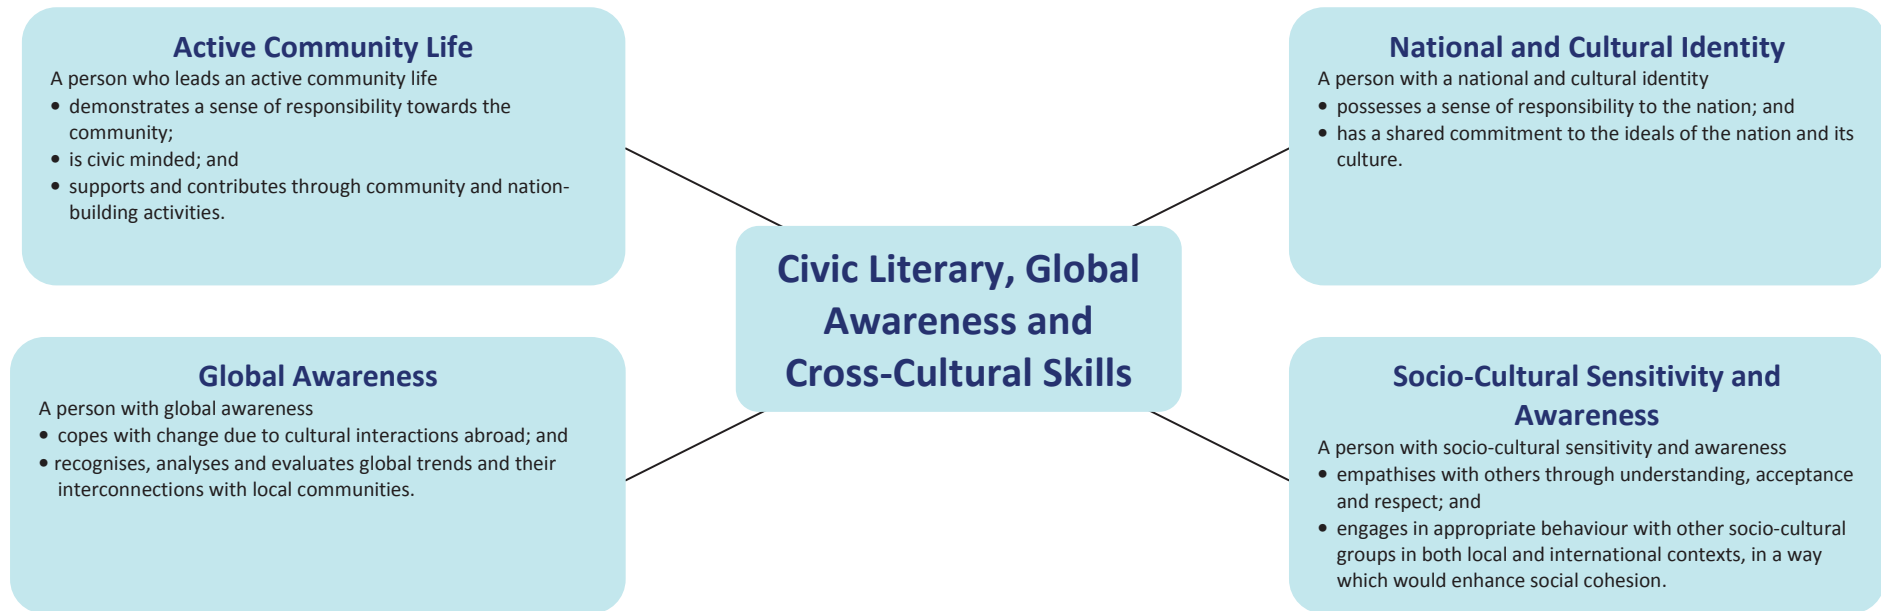 Active Community Life
A person who leads an active community life
• demonstrates a sense of responsibility towards the
community;
• is civic minded; and
• supports and contributes through community and nation-
building activities.
National and Cultural Identity
A person with a national and cultural identity
• possesses a sense of responsibility to the nation; and
• has a shared commitment to the ideals of the nation and its
culture.
Civic Literary, Global
Awareness and
Cross-Cultural Skills
Global Awareness
A person with global awareness
• copes with change due to cultural interactions abroad; and
• recognises, analyses and evaluates global trends and their
interconnections with local communities.
Socio-Cultural Sensitivity and
Awareness
A person with socio-cultural sensitivity and awareness
• empathises with others through understanding, acceptance
and respect; and
• engages in appropriate behaviour with other socio-cultural
groups in both local and international contexts, in a way
which would enhance social cohesion.